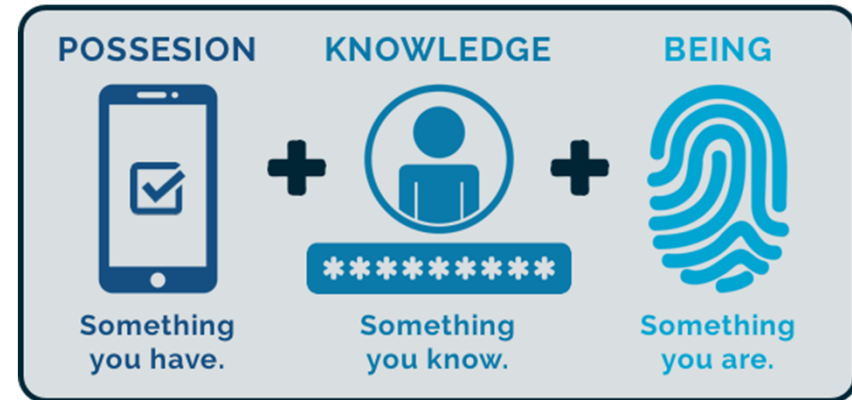 POSSESION
KNOWLEDGE
BEING
*********
Something
you have.
Something
you know.
Something
you are.